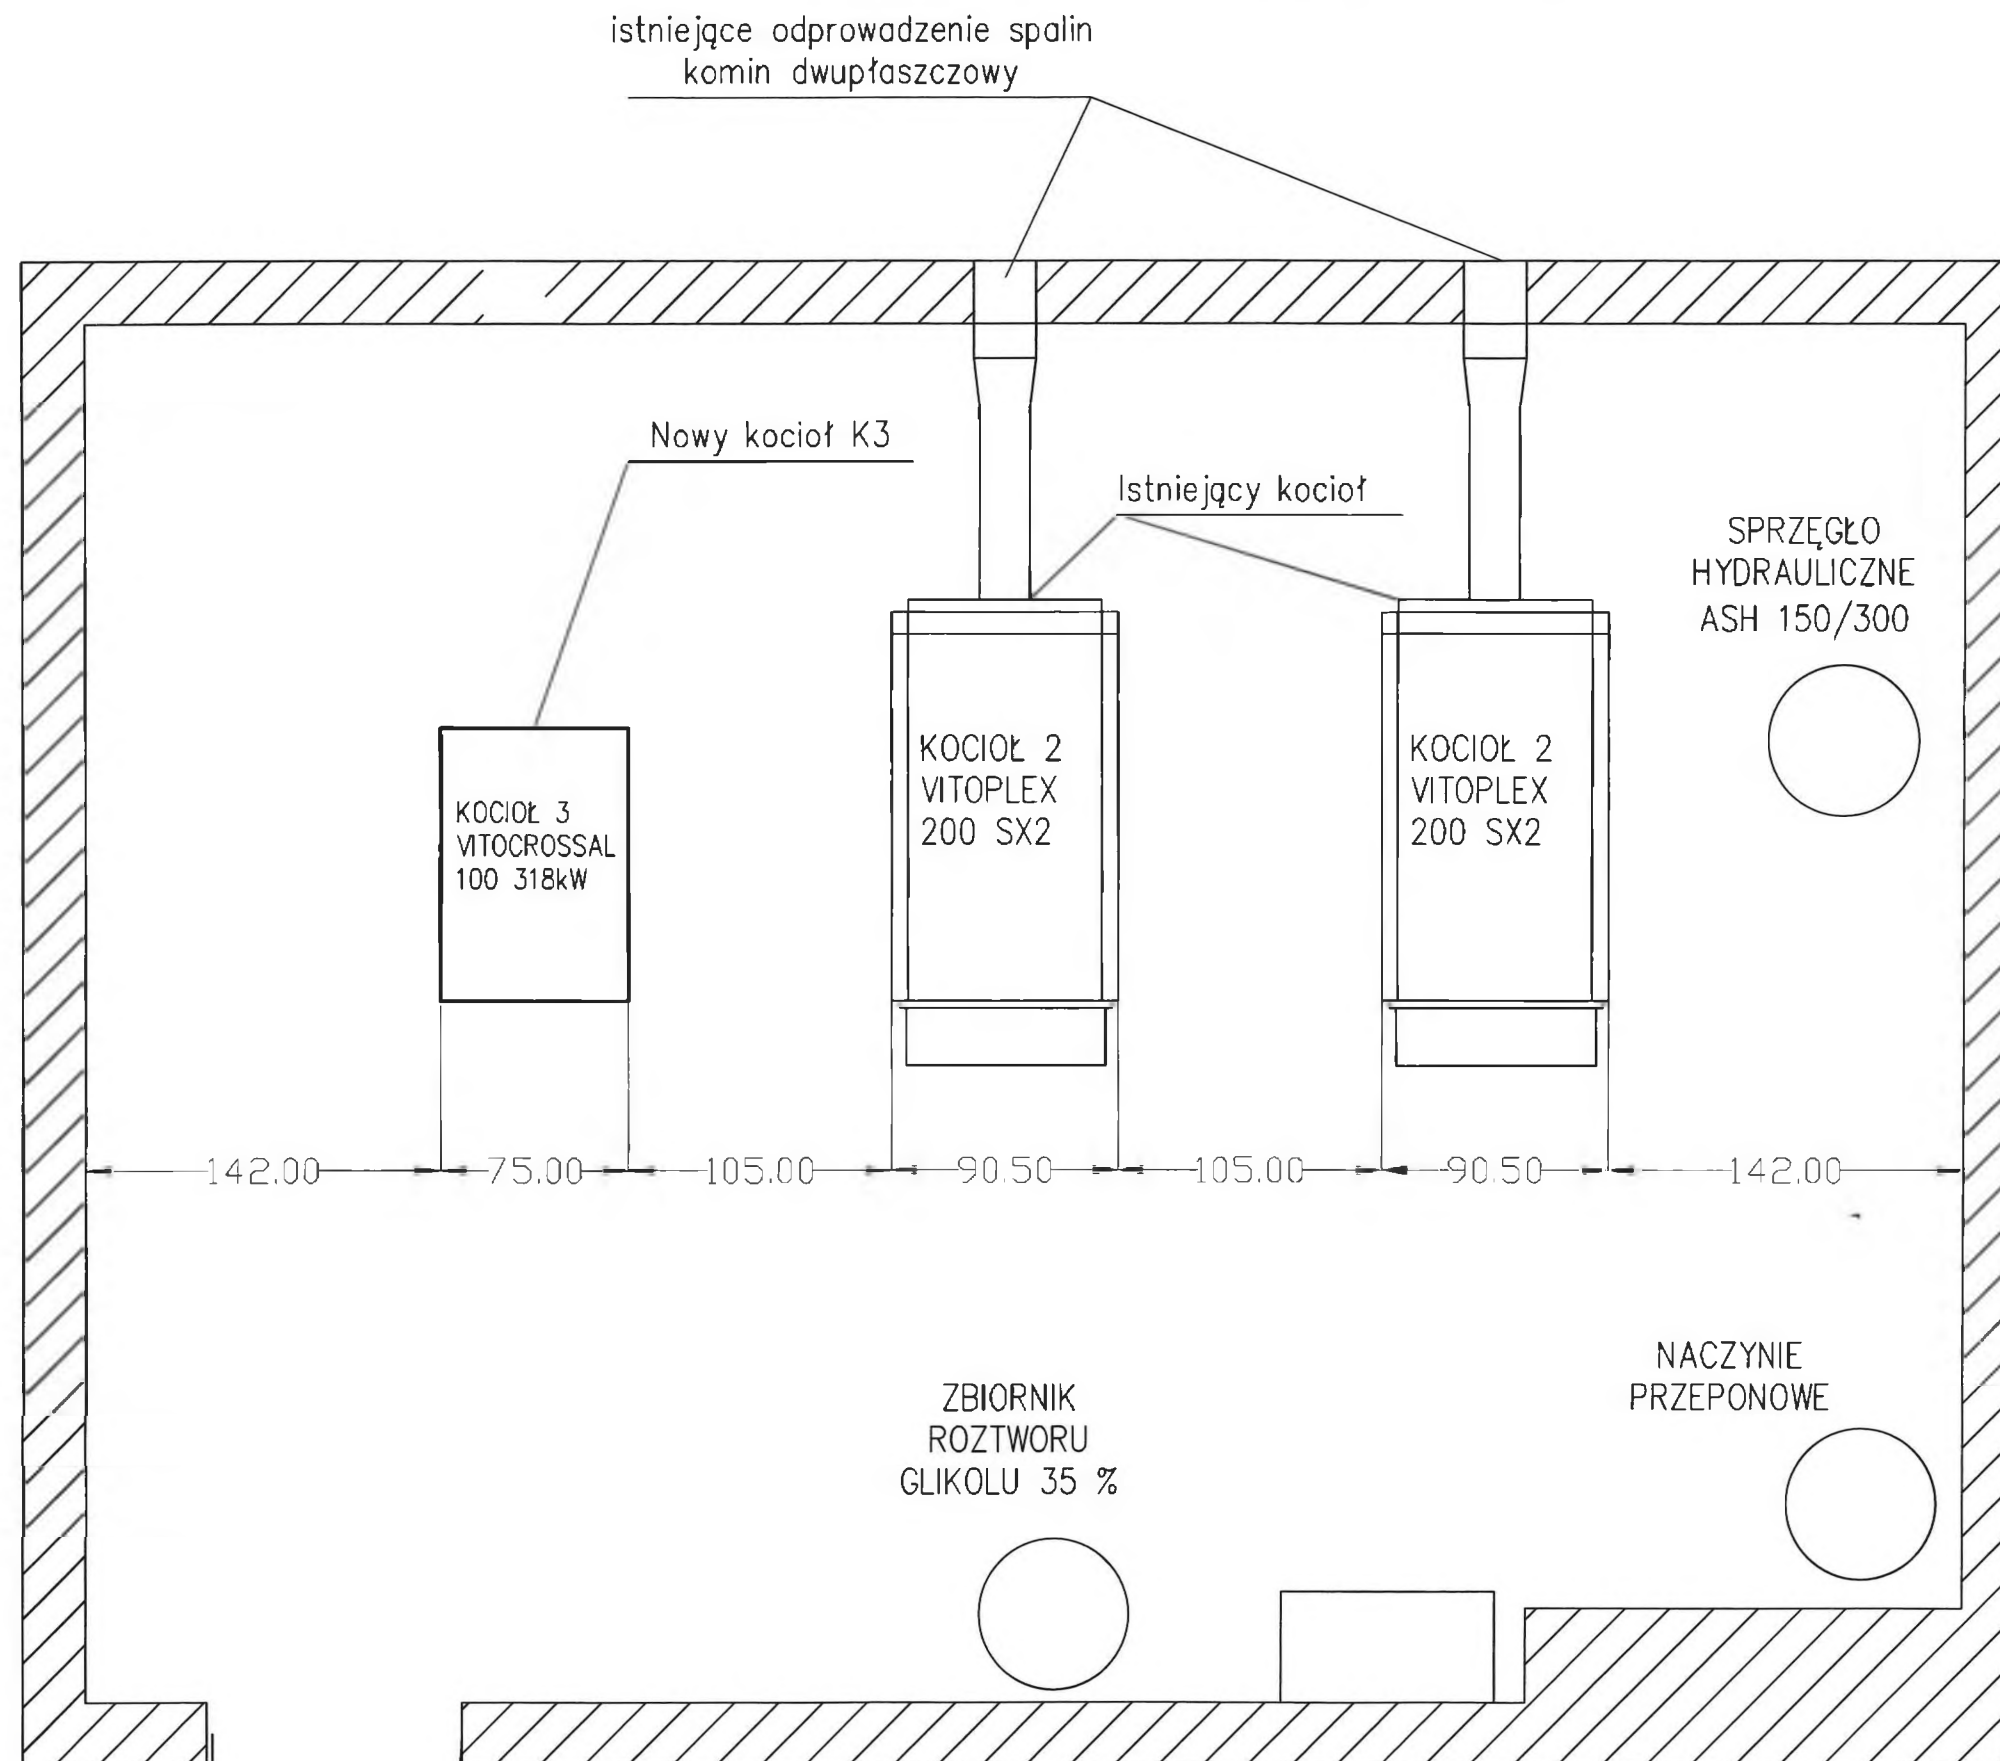 istniejące odprowadzenie spalin
komin dwupłaszczowy
Nowy kocioł K3
Istniejący kocioł
SPRZĘGŁO
HYDRAULICZNE
ASH 150/300
KOCIOŁ 3
VITOCROSSAL
100 318kW
KOCIOŁ 2
VITOPLEX
200 SX2
KOCIOŁ 2
VITOPLEX
200 SX2
142.00 75.00 105.00 90.50 105.00 90.50 142.00
NACZYNIE
PRZEPONOWE
ZBIORNIK
ROZTWORU
GLIKOLU 35 %